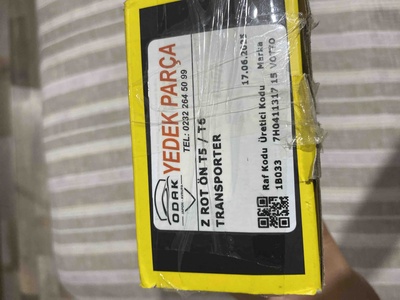 ODAK
YEDEK PARÇA
TEL: 0232 264 50 99
Z ROT ÖN T5 / T6
TRANSPORTER
17.06.2025
Raf Kodu Üretici Kodu Marka
1B033 7H0411317 15 VOTTO